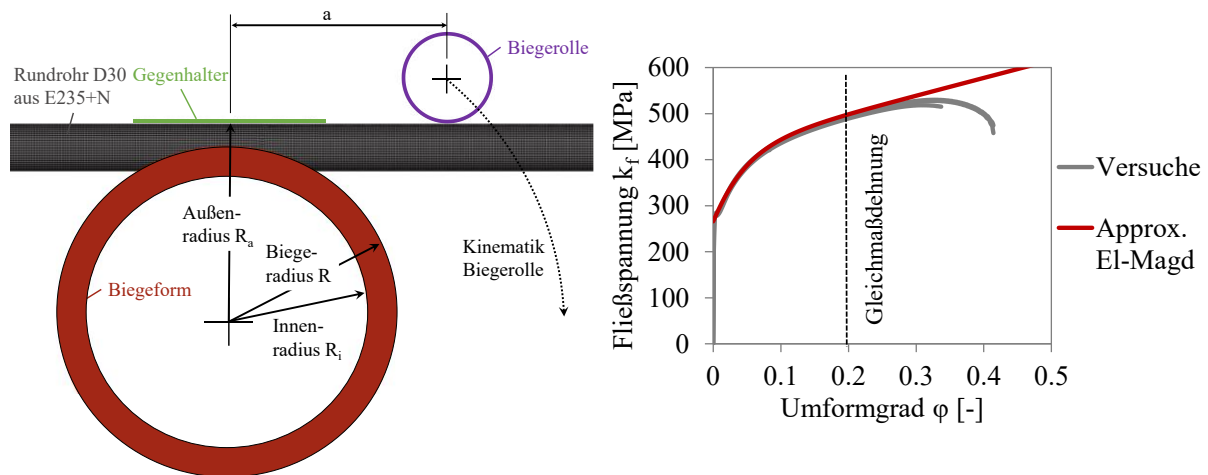 a
Biegerolle
Rundrohr D30 Gegenhalter
aus E235+N
Außen-
radius Rₐ
Biege-
radius R
Innen-
radius Rᵢ
Kinematik
Biegerolle
Biegeform
Fließspannung k_f [MPa]
600
500
400
300
200
100
0
Gleichmaßdehnung
0 0.1 0.2 0.3 0.4 0.5
Umformgrad φ [-]
Versuche
Approx.
El-Magd